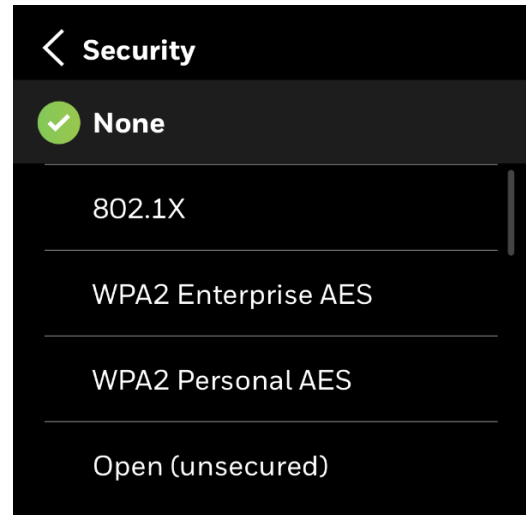 Security
None
802.1X
WPA2 Enterprise AES
WPA2 Personal AES
Open (unsecured)